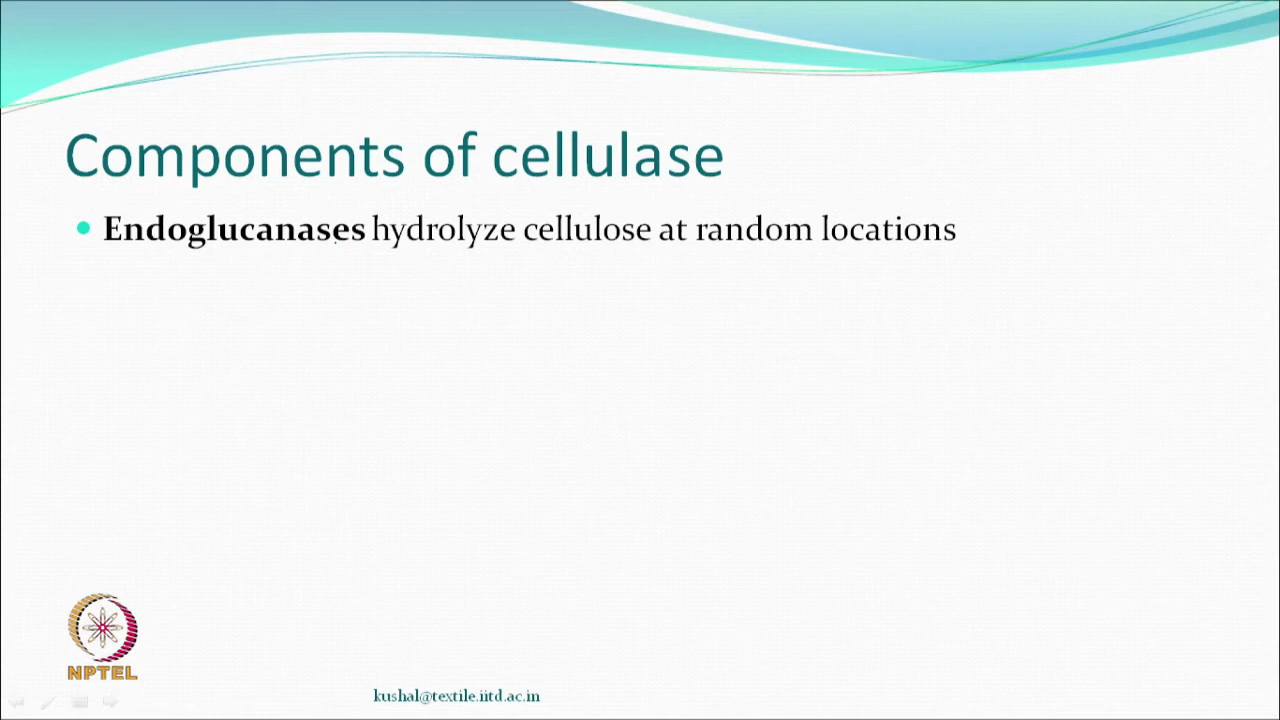 Components of cellulase
Endoglucanases hydrolyze cellulose at random locations
NPTEL
kushal@textile.iitd.ac.in